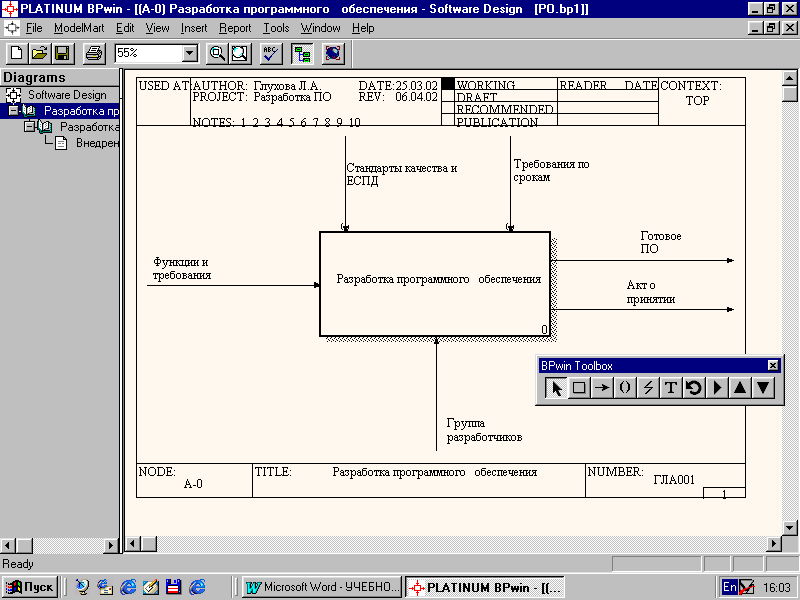 PLATINUM BPwin - [(A-0) Разработка программного обеспечения - Software Design [PO.bp1]]
File ModelMart Edit View Insert Report Tools Window Help
55%
ABC
Diagrams
Software Design
Разработка пр
Разработка
Внедрен
USED AT:
AUTHOR: Глухова Л.А.
DATE: 25.03.02
PROJECT: Разработка ПО
REV: 06.04.02
NOTES: 1 2 3 4 5 6 7 8 9 10
WORKING
DRAFT
RECOMMENDED
PUBLICATION
READER DATE
CONTEXT:
TOP
Стандарты качества и
ЕСПД
Требования по
срокам
Функции и
требования
Разработка программного обеспечения
0
Готовое
ПО
Акт о
принятии
BPwin Toolbox
T
Группа
разработчиков
NODE:
A-0
TITLE:
Разработка программного обеспечения
NUMBER:
ГЛА001
1
Ready
Пуск
Microsoft Word - УЧЕБНО...
PLATINUM BPwin - [(...
En
16:03